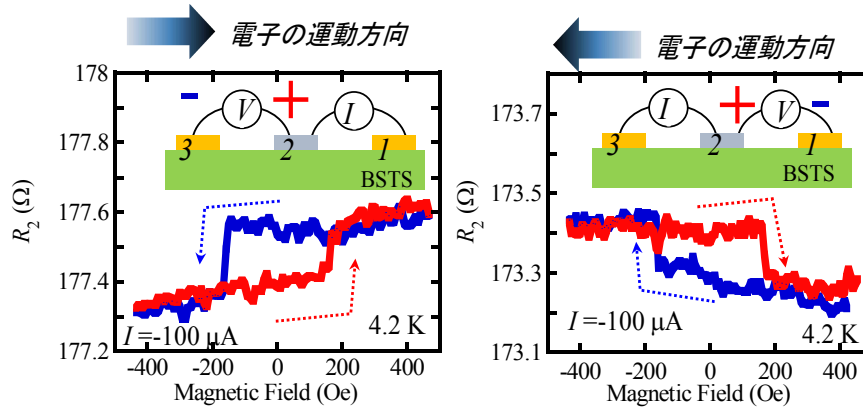 電子の運動方向
178
177.8
177.6
177.4
177.2
R2 (Ω)
- V + I
3 2 1
BSTS
I =-100 μA
4.2 K
-400 -200 0 200 400
Magnetic Field (Oe)
電子の運動方向
173.7
173.5
173.3
173.1
R2 (Ω)
I + V -
3 2 1
BSTS
I =-100 μA
4.2 K
-400 -200 0 200 400
Magnetic Field (Oe)